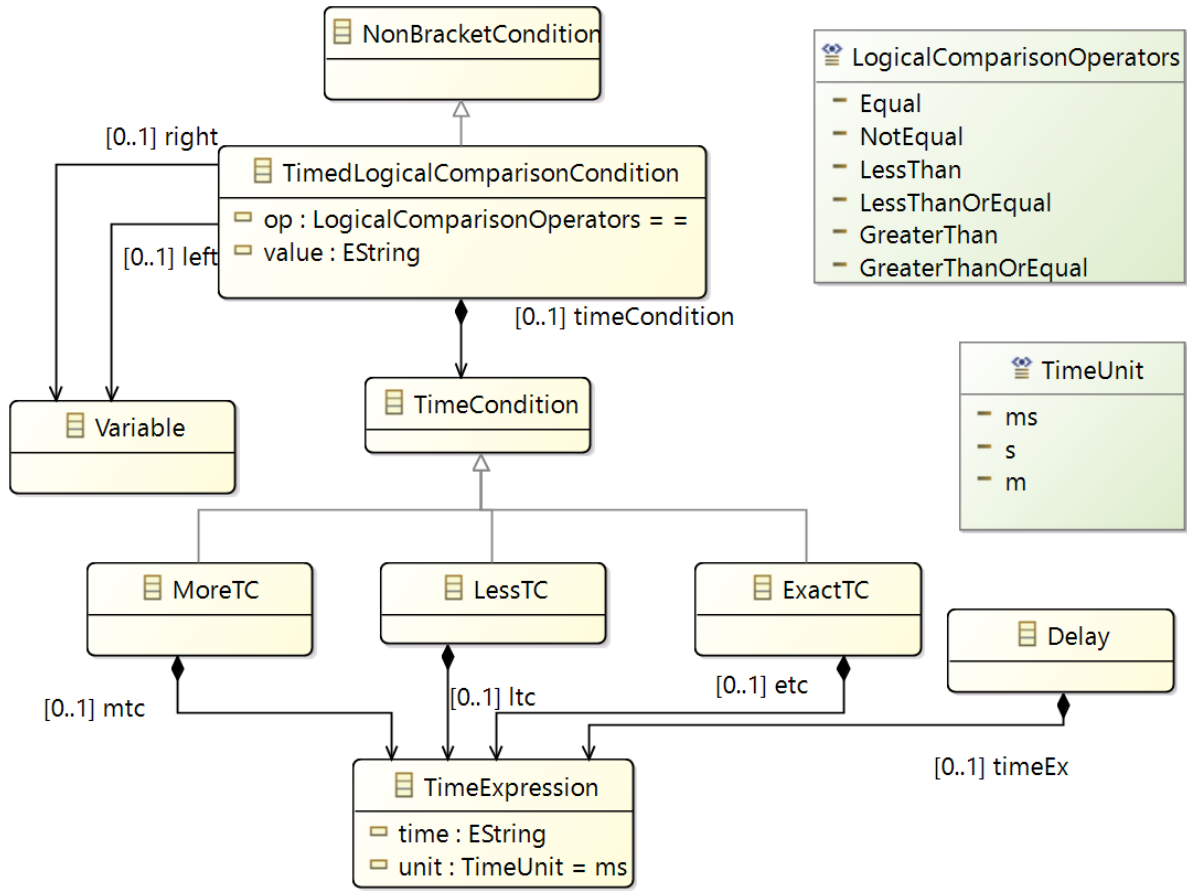 NonBracketCondition
LogicalComparisonOperators
Equal
NotEqual
LessThan
LessThanOrEqual
GreaterThan
GreaterThanOrEqual
[0..1] right
TimedLogicalComparisonCondition
op : LogicalComparisonOperators = =
value : EString
[0..1] left
[0..1] timeCondition
TimeUnit
ms
s
m
Variable
TimeCondition
MoreTC
LessTC
ExactTC
Delay
[0..1] mtc
[0..1] ltc
[0..1] etc
[0..1] timeEx
TimeExpression
time : EString
unit : TimeUnit = ms